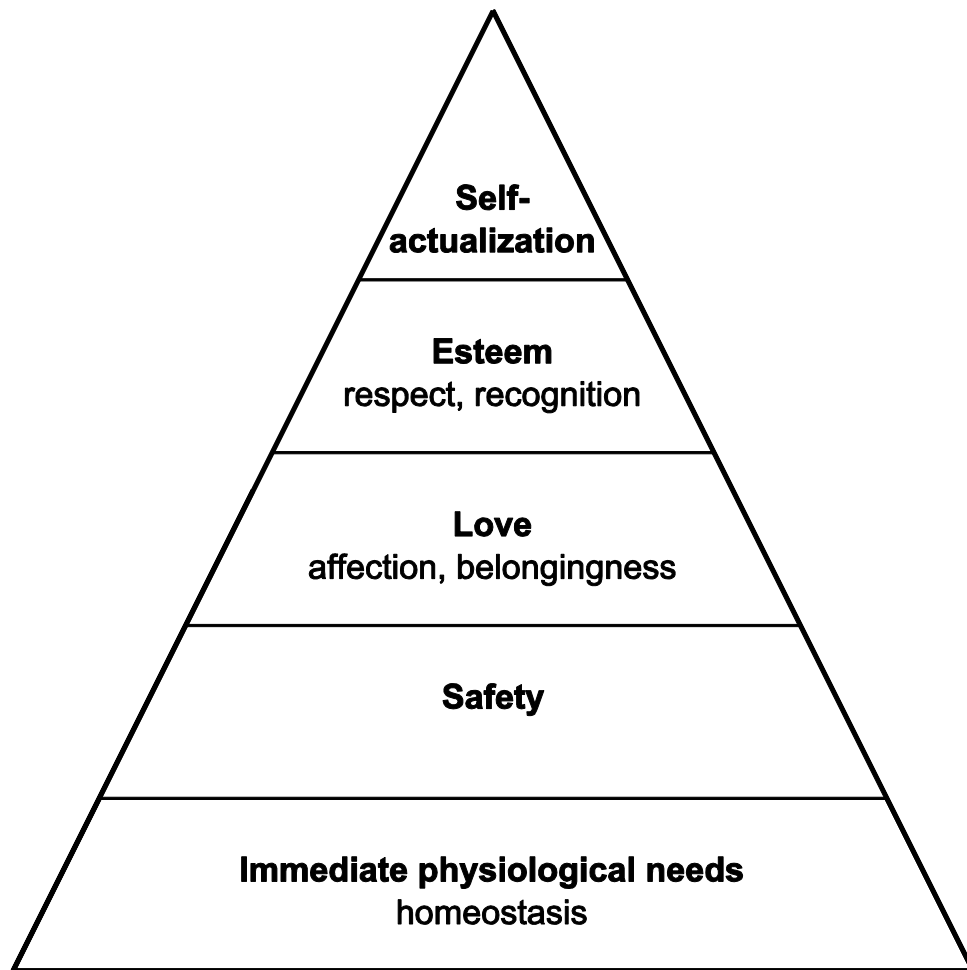 Self-
actualization
Esteem
respect, recognition
Love
affection, belongingness
Safety
Immediate physiological needs
homeostasis